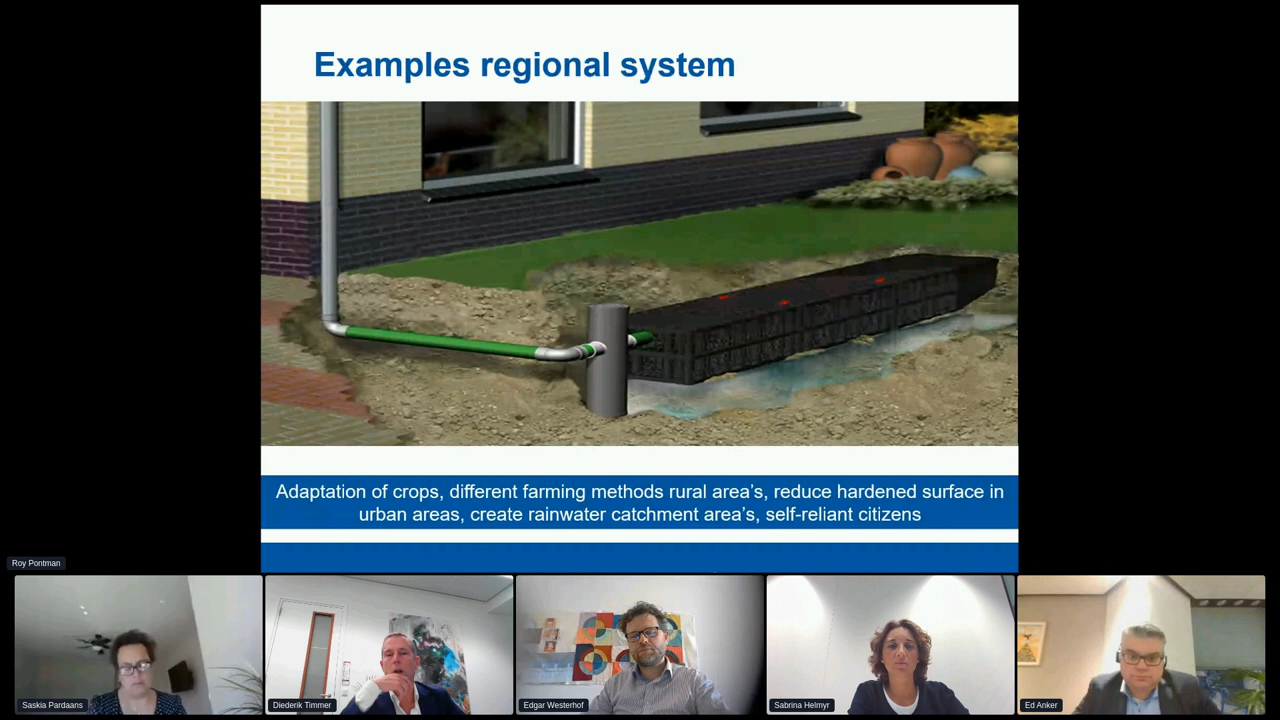 Examples regional system
Adaptation of crops, different farming methods rural area's, reduce hardened surface in
urban areas, create rainwater catchment area's, self-reliant citizens
Roy Pontman
Saskia Pardaans
Diederik Timmer
Edgar Westerhof
Sabrina Helmyr
Ed Anker